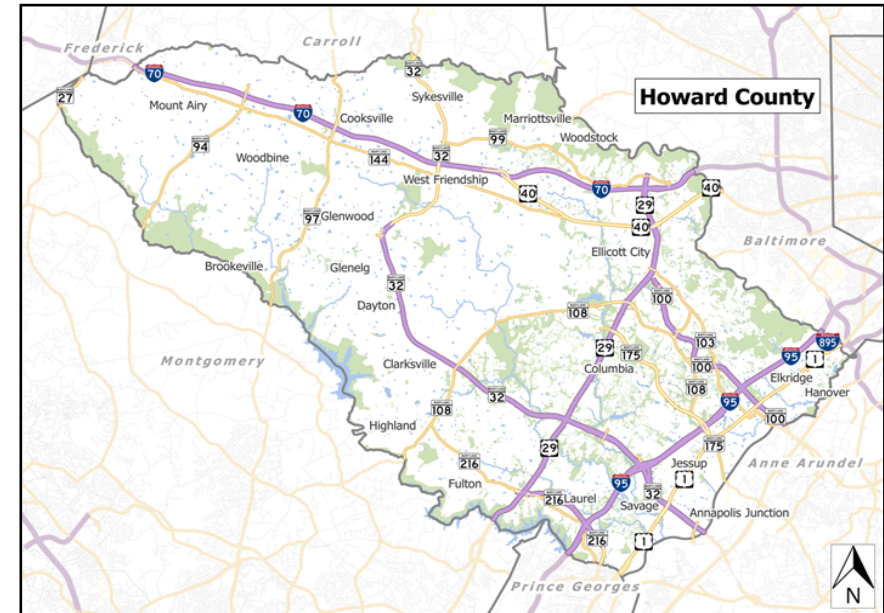 Frederick
Carroll
70
32
27
Mount Airy
70
Sykesville
Howard County
Cooksville
Marriottsville
94
99
Woodstock
Woodbine
144
32
West Friendship
40
70
40
29
97
Glenwood
40
Baltimore
Ellicott City
Brookeville
Glenelg
32
100
Dayton
108
103
895
29
175
95
1
Montgomery
Clarksville
Columbia
100
Elkridge
32
108
Hanover
95
108
100
Highland
29
175
216
Jessup
Anne Arundel
Fulton
95
1
216
Laurel
32
Savage
Annapolis Junction
216
1
Prince Georges
N